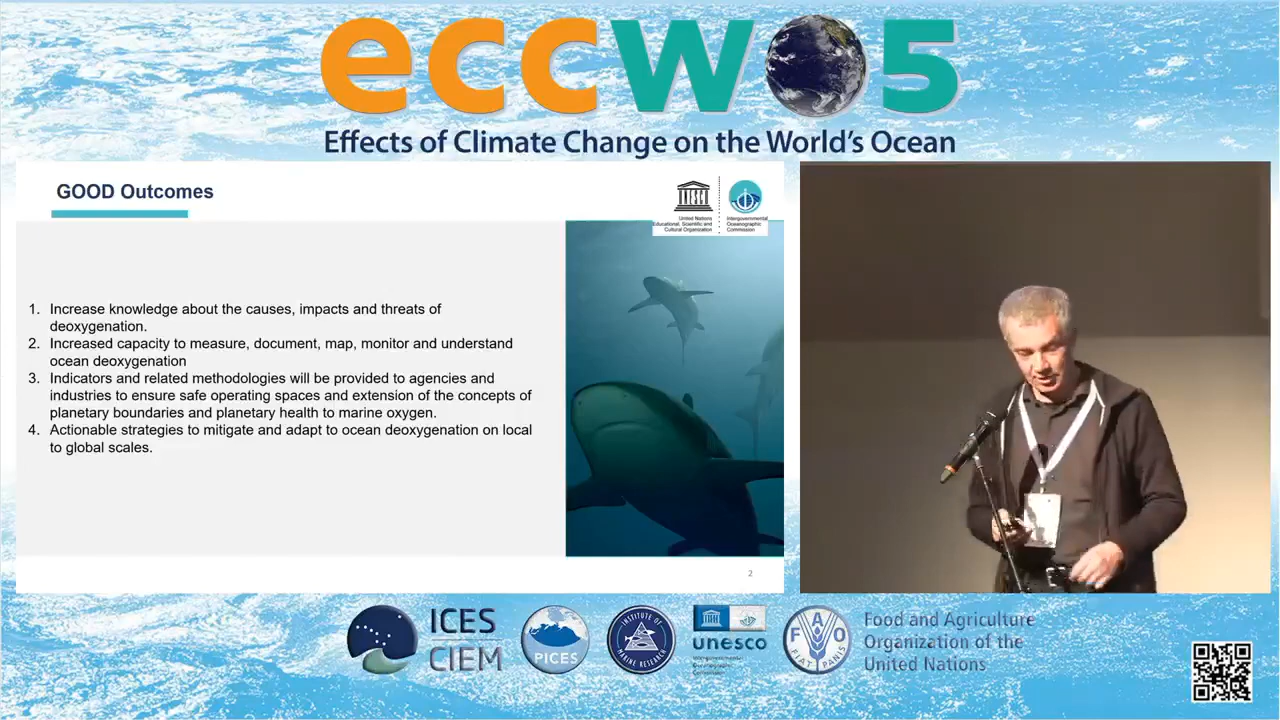 eccwo5
Effects of Climate Change on the World's Ocean
GOOD Outcomes
United Nations
Educational, Scientific and
Cultural Organization
Intergovernmental
Oceanographic
Commission
1. Increase knowledge about the causes, impacts and threats of
deoxygenation.
2. Increased capacity to measure, document, map, monitor and understand
ocean deoxygenation
3. Indicators and related methodologies will be provided to agencies and
industries to ensure safe operating spaces and extension of the concepts of
planetary boundaries and planetary health to marine oxygen.
4. Actionable strategies to mitigate and adapt to ocean deoxygenation on local
to global scales.
2
ICES
CIEM
PICES
INSTITUTE OF
MARINE RESEARCH
unesco
Intergovernmental
Oceanographic
Commission
FAO
FIAT PANIS
Food and Agriculture
Organization of the
United Nations